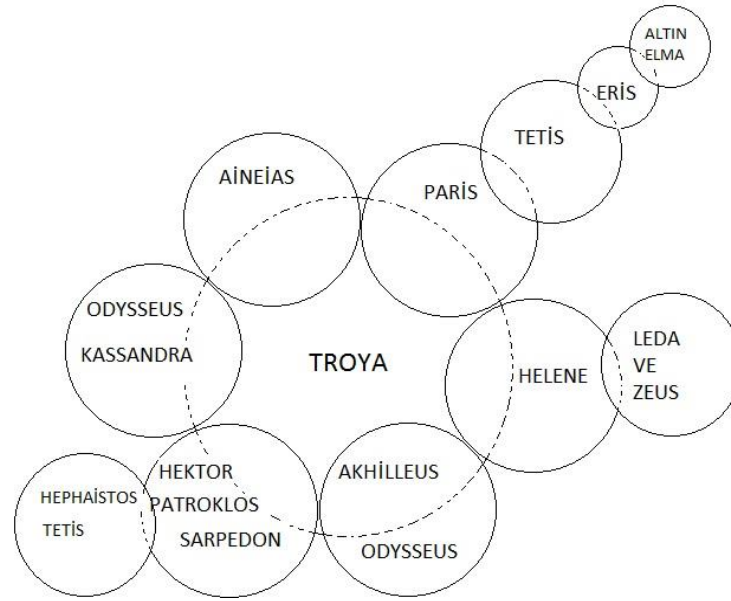 ALTIN
ELMA
ERİS
TETİS
AİNEİAS
PARİS
ODYSSEUS
KASSANDRA
TROYA
HELENE
LEDA
VE
ZEUS
HEKTOR
PATROKLOS
SARPEDON
AKHİLLEUS
ODYSSEUS
HEPHAİSTOS
TETİS